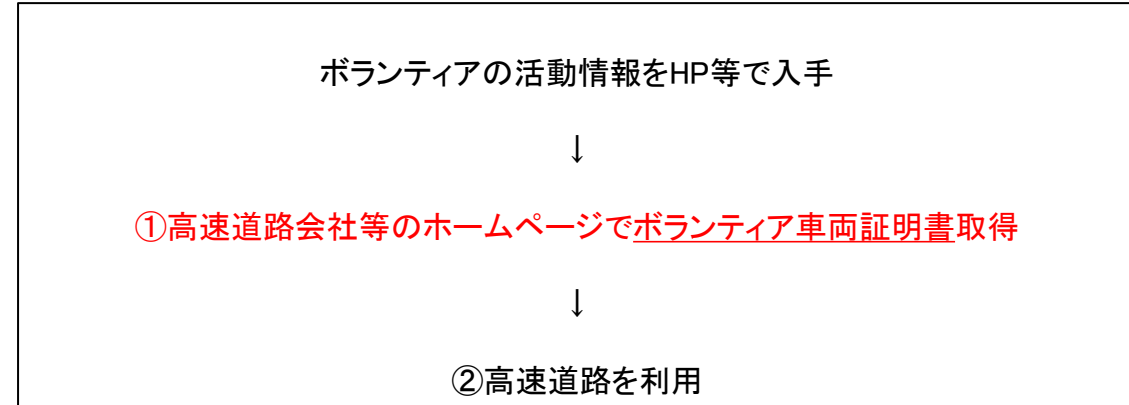 ボランティアの活動情報をHP等で入手
↓
①高速道路会社等のホームページでボランティア車両証明書取得
↓
②高速道路を利用